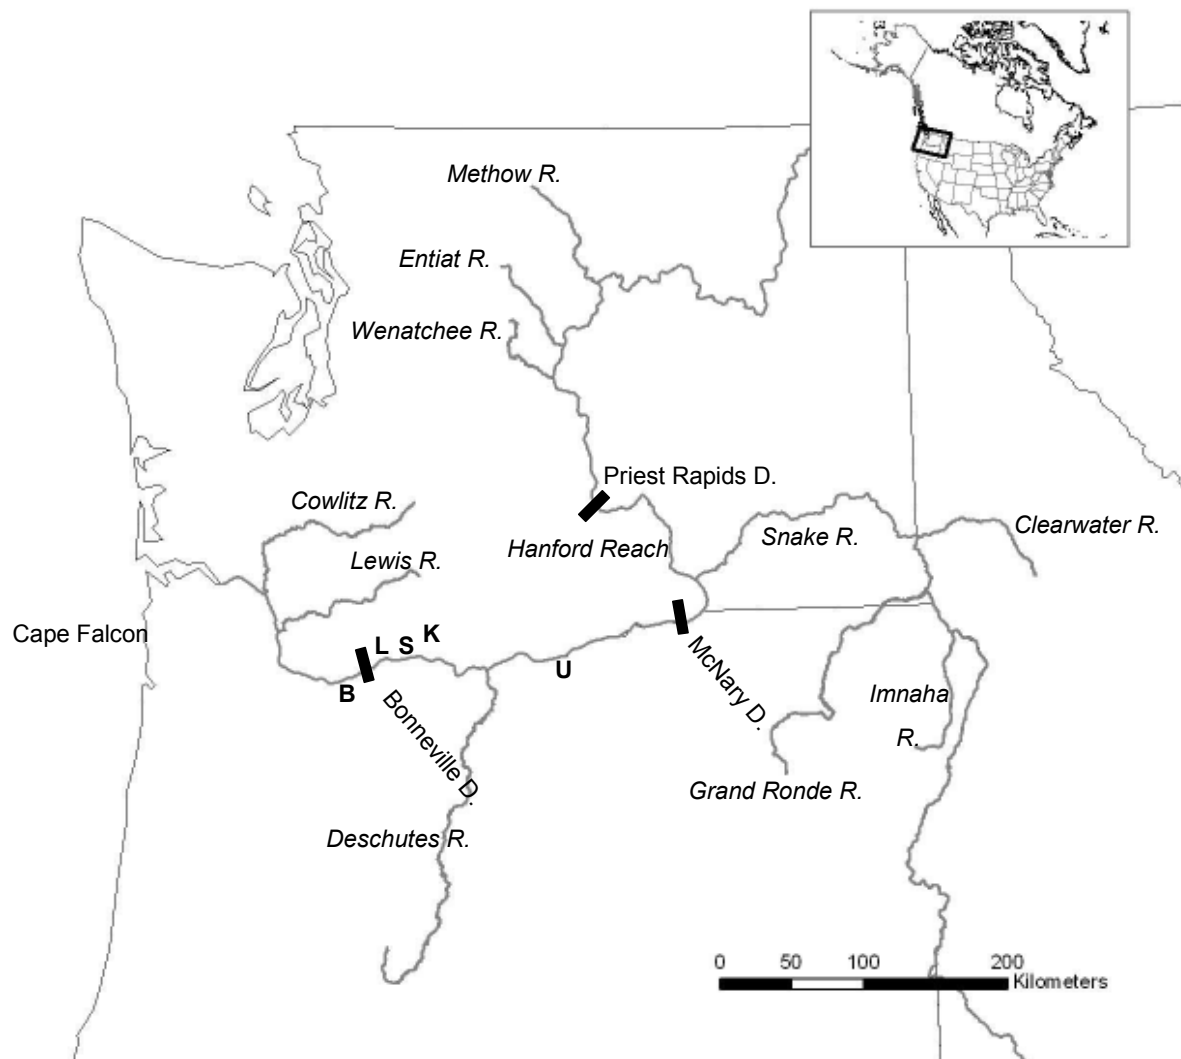 Methow R.
Entiat R.
Wenatchee R.
Priest Rapids D.
Cowlitz R.
Hanford Reach
Snake R.
Clearwater R.
Lewis R.
Cape Falcon
L S K
B
U
Bonneville D.
McNary D.
Imnaha
R.
Grand Ronde R.
Deschutes R.
0 50 100 200
Kilometers